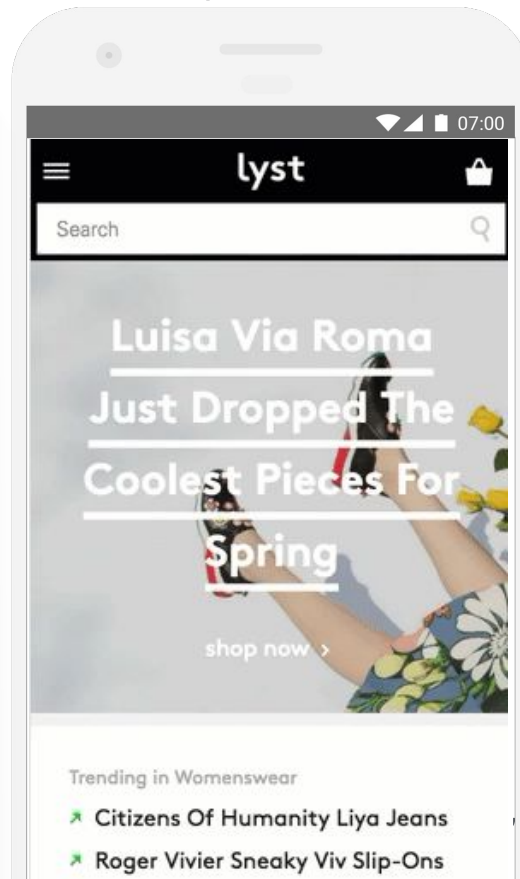 07:00
lyst
Search
Luisa Via Roma
Just Dropped The
Coolest Pieces For
Spring
shop now ›
Trending in Womenswear
Citizens Of Humanity Liya Jeans
Roger Vivier Sneaky Viv Slip-Ons